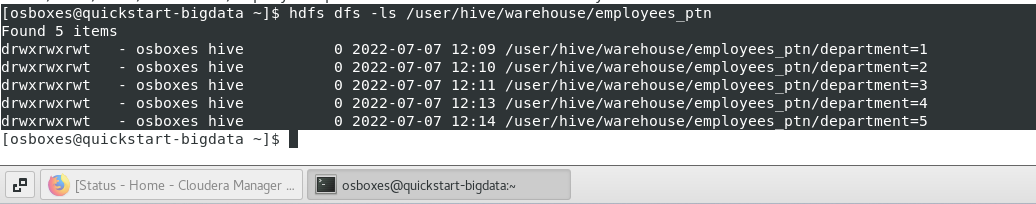 [osboxes@quickstart-bigdata ~]$ hdfs dfs -ls /user/hive/warehouse/employees_ptn
Found 5 items
drwxrwxrwt   - osboxes hive          0 2022-07-07 12:09 /user/hive/warehouse/employees_ptn/department=1
drwxrwxrwt   - osboxes hive          0 2022-07-07 12:10 /user/hive/warehouse/employees_ptn/department=2
drwxrwxrwt   - osboxes hive          0 2022-07-07 12:11 /user/hive/warehouse/employees_ptn/department=3
drwxrwxrwt   - osboxes hive          0 2022-07-07 12:13 /user/hive/warehouse/employees_ptn/department=4
drwxrwxrwt   - osboxes hive          0 2022-07-07 12:14 /user/hive/warehouse/employees_ptn/department=5
[osboxes@quickstart-bigdata ~]$
[Status - Home - Cloudera Manager ... osboxes@quickstart-bigdata:~